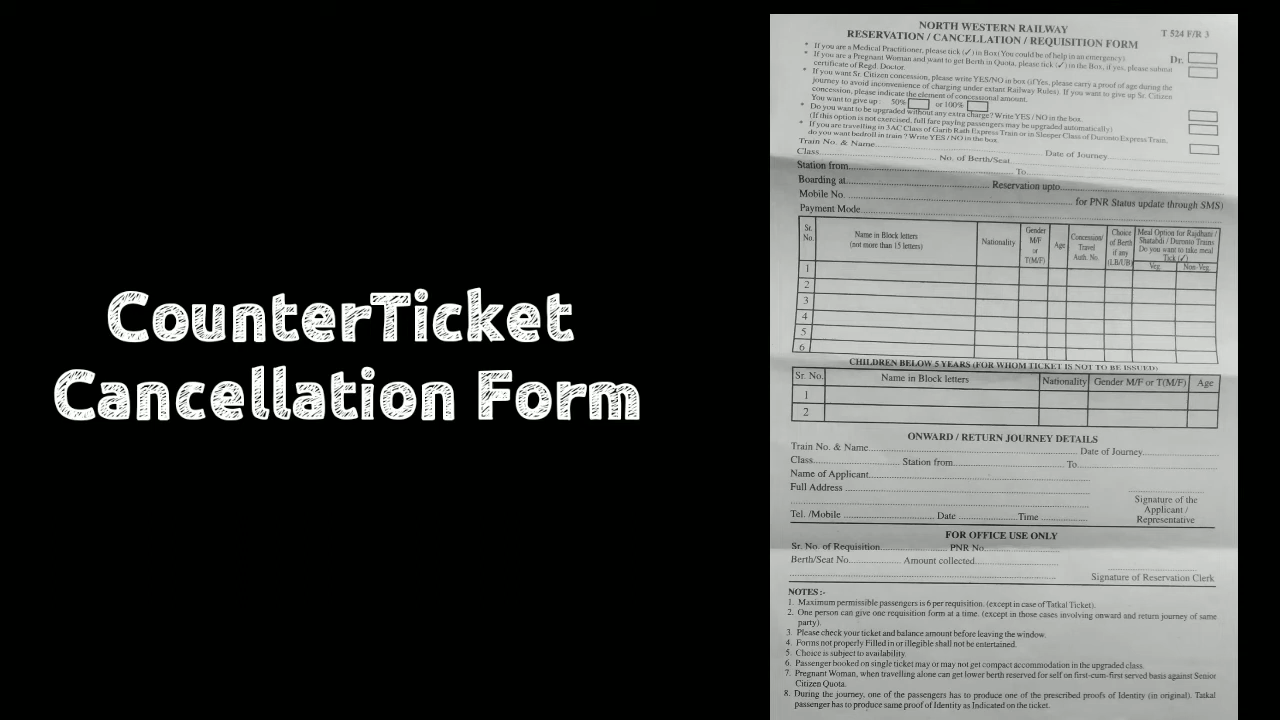 CounterTicket
Cancellation Form
NORTH WESTERN RAILWAY
T 524 F/R 3
RESERVATION / CANCELLATION / REQUISITION FORM
* If you are a Medical Practitioner, please tick (✓) in Box(You could be of help in an emergency)
Dr.
* If you are a Pregnant Woman and want to get Berth in Quota, please tick (✓) in the Box, if yes, please submit
certificate of Regd. Doctor.
* If you want Sr. Citizen concession, please write YES/NO in box (if Yes, please carry a proof of age during the
journey to avoid inconvenience of charging under extant Railway Rules). If you want to give up Sr. Citizen
concession, please indicate the element of concessional amount.
You want to give up : 50% or 100%
* Do you want to be upgraded without any extra charge? Write YES / NO in the box.
(If this option is not exercised, full fare paying passengers may be upgraded automatically)
* If you are travelling in 3AC Class of Garib Rath Express Train or in Sleeper Class of Duronto Express Train,
do you want bedroll in train ? Write YES / NO in the box.
Train No. & Name Date of Journey
Class No. of Berth/Seat
Station from To
Boarding at Reservation upto
Mobile No. for PNR Status update through SMS)
Payment Mode
Sr. No. Name in Block letters (not more than 15 letters) Nationality Gender M/F or T(M/F) Age Concession/ Travel Auth. No. Choice of Berth if any (LB/UB) Meal Option for Rajdhani / Shatabdi / Duronto Trains Do you want to take meal Tick (✓)
Veg. Non-Veg.
1
2
3
4
5
6
CHILDREN BELOW 5 YEARS (FOR WHOM TICKET IS NOT TO BE ISSUED)
Sr. No. Name in Block letters Nationality Gender M/F or T(M/F) Age
1
2
ONWARD / RETURN JOURNEY DETAILS
Train No. & Name Date of Journey
Class Station from To
Name of Applicant
Full Address
Signature of the
Applicant /
Representative
Tel. /Mobile Date Time
FOR OFFICE USE ONLY
Sr. No. of Requisition PNR No
Berth/Seat No Amount collected
Signature of Reservation Clerk
NOTES :-
1. Maximum permissible passengers is 6 per requisition. (except in case of Tatkal Ticket).
2. One person can give one requisition form at a time. (except in those cases involving onward and return journey of same
party).
3. Please check your ticket and balance amount before leaving the window.
4. Forms not properly Filled in or illegible shall not be entertained.
5. Choice is subject to availability.
6. Passenger booked on single ticket may or may not get compact accommodation in the upgraded class.
7. Pregnant Woman, when travelling alone can get lower berth reserved for self on first-cum-first served basis against Senior
Citizen Quota.
8. During the journey, one of the passengers has to produce one of the prescribed proofs of Identity (in original). Tatkal
passenger has to produce same proof of Identity as Indicated on the ticket.